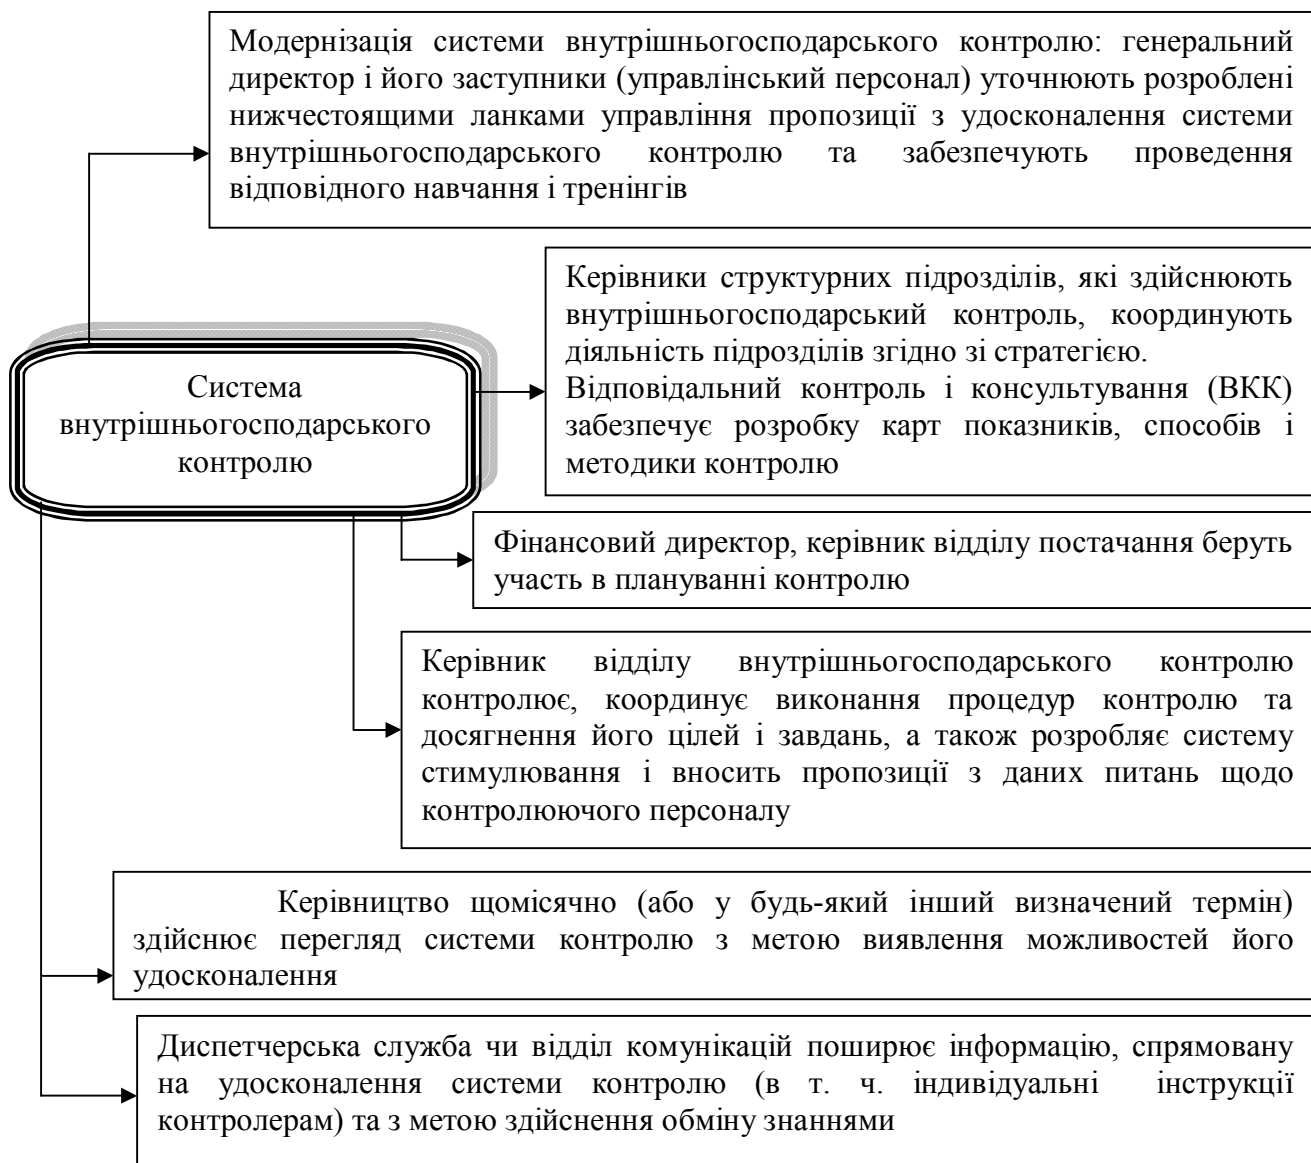 Модернізація системи внутрішньогосподарського контролю: генеральний
директор і його заступники (управлінський персонал) уточнюють розроблені
нижчестоящими ланками управління пропозиції з удосконалення системи
внутрішньогосподарського контролю та забезпечують проведення
відповідного навчання і тренінгів
Керівники структурних підрозділів, які здійснюють
внутрішньогосподарський контроль, координують
діяльність підрозділів згідно зі стратегією.
Відповідальний контроль і консультування (ВКК)
забезпечує розробку карт показників, способів і
методики контролю
Система
внутрішньогосподарського
контролю
Фінансовий директор, керівник відділу постачання беруть
участь в плануванні контролю
Керівник відділу внутрішньогосподарського контролю
контролює, координує виконання процедур контролю та
досягнення його цілей і завдань, а також розробляє систему
стимулювання і вносить пропозиції з даних питань щодо
контролюючого персоналу
Керівництво щомісячно (або у будь-який інший визначений термін)
здійснює перегляд системи контролю з метою виявлення можливостей його
удосконалення
Диспетчерська служба чи відділ комунікацій поширює інформацію, спрямовану
на удосконалення системи контролю (в т. ч. індивідуальні інструкції
контролерам) та з метою здійснення обміну знаннями